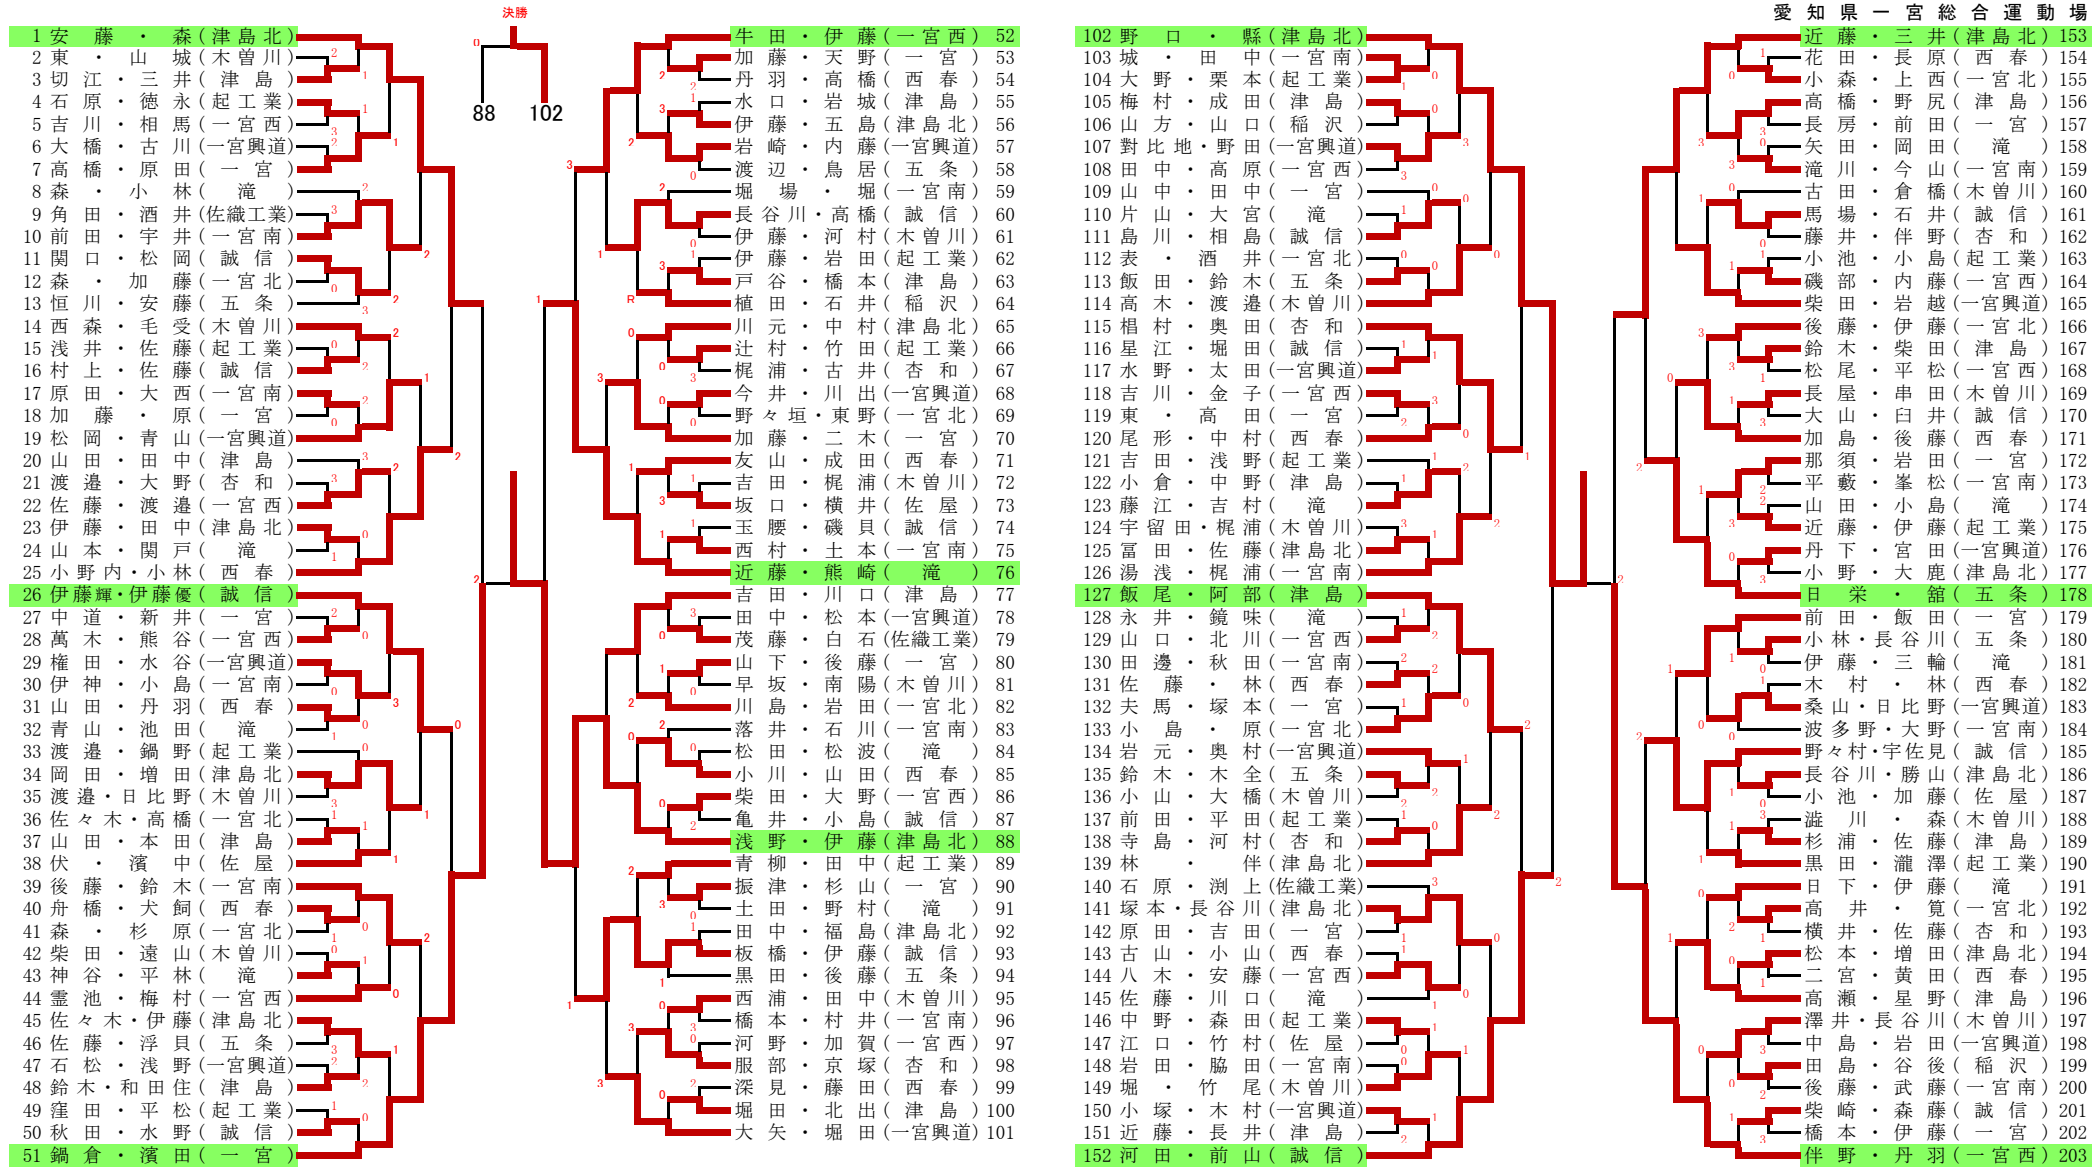 愛知県一宮総合運動場
決勝
0
88 102
1 安藤・森(津島北)
2 東・山城(木曽川)
3 切江・三井(津島)
4 石原・徳永(起工業)
5 吉川・相馬(一宮西)
6 大橋・古川(一宮興道)
7 高橋・原田(一宮)
8 森・小林(滝)
9 角田・酒井(佐織工業)
10 前田・宇井(一宮南)
11 関口・松岡(誠信)
12 森・加藤(一宮北)
13 恒川・安藤(五条)
14 西森・毛受(木曽川)
15 浅井・佐藤(起工業)
16 村上・佐藤(誠信)
17 原田・大西(一宮南)
18 加藤・原(一宮)
19 松岡・青山(一宮興道)
20 山田・田中(津島)
21 渡邉・大野(杏和)
22 佐藤・渡邉(一宮西)
23 伊藤・田中(津島北)
24 山本・関戸(滝)
25 小野内・小林(西春)
26 伊藤輝・伊藤優(誠信)
27 中道・新井(一宮)
28 萬木・熊谷(一宮西)
29 権田・水谷(一宮興道)
30 伊神・小島(一宮南)
31 山田・丹羽(西春)
32 青山・池田(滝)
33 渡邉・鍋野(起工業)
34 岡田・増田(津島北)
35 渡邉・日比野(木曽川)
36 佐々木・高橋(一宮北)
37 山田・本田(津島)
38 伏・濱中(佐屋)
39 後藤・鈴木(一宮南)
40 舟橋・犬飼(西春)
41 森・杉原(一宮北)
42 柴田・遠山(木曽川)
43 神谷・平林(滝)
44 霊池・梅村(一宮西)
45 佐々木・伊藤(津島北)
46 佐藤・浮貝(五条)
47 石松・浅野(一宮興道)
48 鈴木・和田住(津島)
49 窪田・平松(起工業)
50 秋田・水野(誠信)
51 鍋倉・濱田(一宮)
牛田・伊藤(一宮西) 52
加藤・天野(一宮) 53
丹羽・高橋(西春) 54
水口・岩城(津島) 55
伊藤・五島(津島北) 56
岩崎・内藤(一宮興道) 57
渡辺・鳥居(五条) 58
堀場・堀(一宮南) 59
長谷川・高橋(誠信) 60
伊藤・河村(木曽川) 61
伊藤・岩田(起工業) 62
戸谷・橋本(津島) 63
植田・石井(稲沢) 64
川元・中村(津島北) 65
辻村・竹田(起工業) 66
梶浦・古井(杏和) 67
今井・川出(一宮興道) 68
野々垣・東野(一宮北) 69
加藤・二木(一宮) 70
友山・成田(西春) 71
吉田・梶浦(木曽川) 72
坂口・横井(佐屋) 73
玉腰・磯貝(誠信) 74
西村・土本(一宮南) 75
近藤・熊崎(滝) 76
吉田・川口(津島) 77
田中・松本(一宮興道) 78
茂藤・白石(佐織工業) 79
山下・後藤(一宮) 80
早坂・南陽(木曽川) 81
川島・岩田(一宮北) 82
落井・石川(一宮南) 83
松田・松波(滝) 84
小川・山田(西春) 85
柴田・大野(一宮西) 86
亀井・小島(誠信) 87
浅野・伊藤(津島北) 88
青柳・田中(起工業) 89
振津・杉山(一宮) 90
土田・野村(滝) 91
田中・福島(津島北) 92
板橋・伊藤(誠信) 93
黒田・後藤(五条) 94
西浦・田中(木曽川) 95
橋本・村井(一宮南) 96
河野・加賀(一宮西) 97
服部・京塚(杏和) 98
深見・藤田(西春) 99
堀田・北出(津島) 100
大矢・堀田(一宮興道) 101
102 野口・縣(津島北)
103 城・田中(一宮南)
104 大野・栗本(起工業)
105 梅村・成田(津島)
106 山方・山口(稲沢)
107 對比地・野田(一宮興道)
108 田中・高原(一宮西)
109 山中・田中(一宮)
110 片山・大宮(滝)
111 島川・相島(誠信)
112 表・酒井(一宮北)
113 飯田・鈴木(五条)
114 高木・渡邉(木曽川)
115 椙村・奥田(杏和)
116 星江・堀田(誠信)
117 水野・太田(一宮興道)
118 吉川・金子(一宮西)
119 東・高田(一宮)
120 尾形・中村(西春)
121 吉田・浅野(起工業)
122 小倉・中野(津島)
123 藤江・吉村(滝)
124 宇留田・梶浦(木曽川)
125 冨田・佐藤(津島北)
126 湯浅・梶浦(一宮南)
127 飯尾・阿部(津島)
128 永井・鏡味(滝)
129 山口・北川(一宮西)
130 田邊・秋田(一宮南)
131 佐藤・林(西春)
132 夫馬・塚本(一宮)
133 小島・原(一宮北)
134 岩元・奥村(一宮興道)
135 鈴木・木全(五条)
136 小山・大橋(木曽川)
137 前田・平田(起工業)
138 寺島・河村(杏和)
139 林・伴(津島北)
140 石原・渕上(佐織工業)
141 塚本・長谷川(津島北)
142 原田・吉田(一宮)
143 古山・小山(西春)
144 八木・安藤(一宮西)
145 佐藤・川口(滝)
146 中野・森田(起工業)
147 江口・竹村(佐屋)
148 岩田・脇田(一宮南)
149 堀・竹尾(木曽川)
150 小塚・木村(一宮興道)
151 近藤・長井(津島)
152 河田・前山(誠信)
近藤・三井(津島北) 153
花田・長原(西春) 154
小森・上西(一宮北) 155
高橋・野尻(津島) 156
長房・前田(一宮) 157
矢田・岡田(滝) 158
滝川・今山(一宮南) 159
古田・倉橋(木曽川) 160
馬場・石井(誠信) 161
藤井・伴野(杏和) 162
小池・小島(起工業) 163
磯部・内藤(一宮西) 164
柴田・岩越(一宮興道) 165
後藤・伊藤(一宮北) 166
鈴木・柴田(津島) 167
松尾・平松(一宮西) 168
長屋・串田(木曽川) 169
大山・臼井(誠信) 170
加島・後藤(西春) 171
那須・岩田(一宮) 172
平藪・峯松(一宮南) 173
山田・小島(滝) 174
近藤・伊藤(起工業) 175
丹下・宮田(一宮興道) 176
小野・大鹿(津島北) 177
日栄・舘(五条) 178
前田・飯田(一宮) 179
小林・長谷川(五条) 180
伊藤・三輪(滝) 181
木村・林(西春) 182
桑山・日比野(一宮興道) 183
波多野・大野(一宮南) 184
野々村・宇佐見(誠信) 185
長谷川・勝山(津島北) 186
小池・加藤(佐屋) 187
澁川・森(木曽川) 188
杉浦・佐藤(津島) 189
黒田・瀧澤(起工業) 190
日下・伊藤(滝) 191
高井・筧(一宮北) 192
横井・佐藤(杏和) 193
松本・増田(津島北) 194
二宮・黄田(西春) 195
高瀬・星野(津島) 196
澤井・長谷川(木曽川) 197
中島・岩田(一宮興道) 198
田島・谷後(稲沢) 199
後藤・武藤(一宮南) 200
柴崎・森藤(誠信) 201
橋本・伊藤(一宮) 202
伴野・丹羽(一宮西) 203